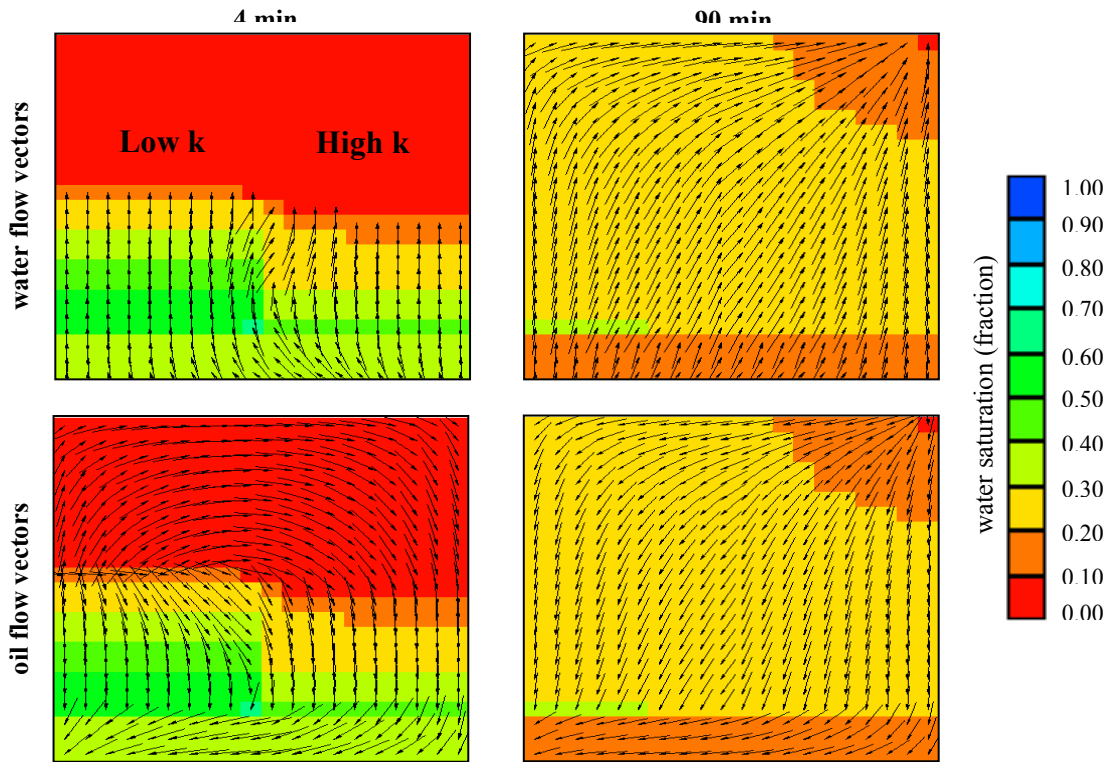 4 min
90 min
water flow vectors
Low k
High k
oil flow vectors
water saturation (fraction)
1.00
0.90
0.80
0.70
0.60
0.50
0.40
0.30
0.20
0.10
0.00